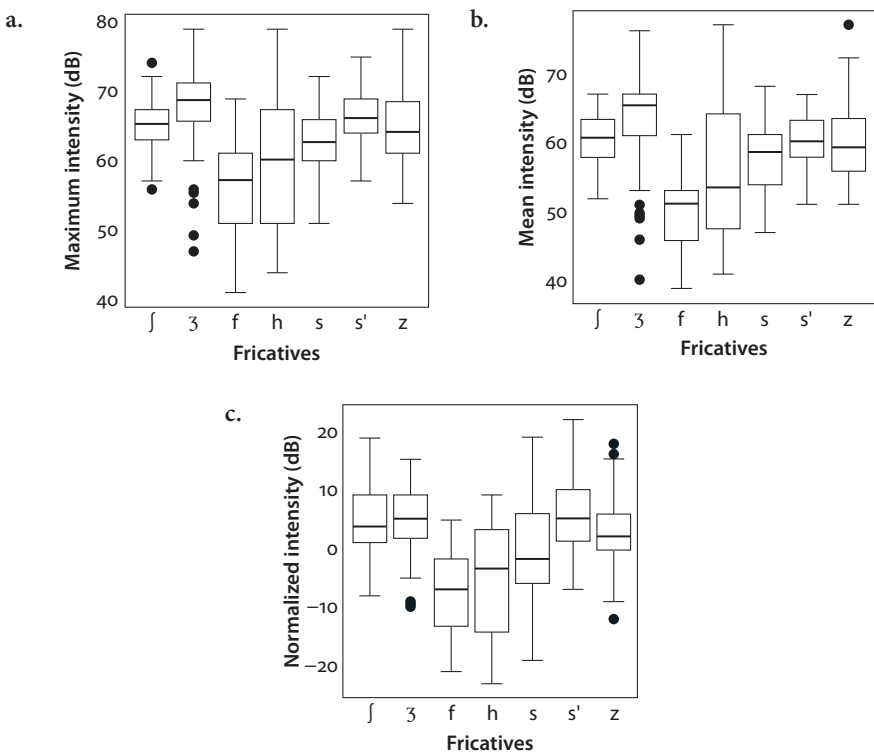 a.
Maximum intensity (dB)
80
70
60
50
40
ʃ ʒ f h s s' z
Fricatives
b.
Mean intensity (dB)
70
60
50
40
ʃ ʒ f h s s' z
Fricatives
c.
Normalized intensity (dB)
20
10
0
−10
−20
ʃ ʒ f h s s' z
Fricatives